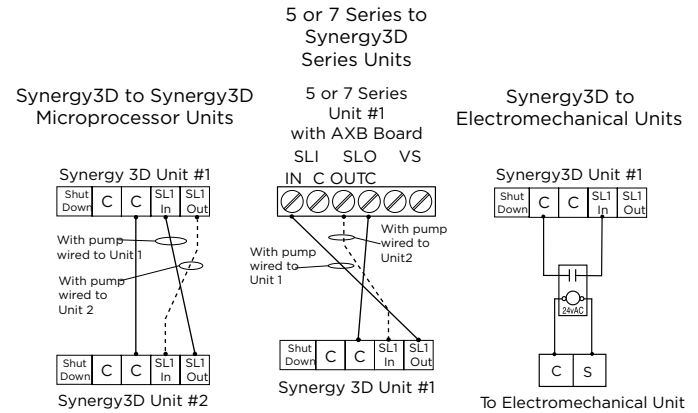 Synergy3D to Synergy3D
Microprocessor Units
Synergy 3D Unit #1
Shut
Down
C
C
SL1
In
SL1
Out
With pump
wired to Unit 1
With pump
wired to
Unit 2
Shut
Down
C
C
SL1
In
SL1
Out
Synergy3D Unit #2
5 or 7 Series to
Synergy3D
Series Units
5 or 7 Series
Unit #1
with AXB Board
SLI SLO VS
IN C OUTC
With pump
wired to
Unit2
With pump
wired to
Unit 1
Shut
Down
C
C
SL1
In
SL1
Out
Synergy 3D Unit #1
Synergy3D to
Electromechanical Units
Synergy3D Unit #1
Shut
Down
C
C
SL1
In
SL1
Out
24vAC
C
S
To Electromechanical Unit